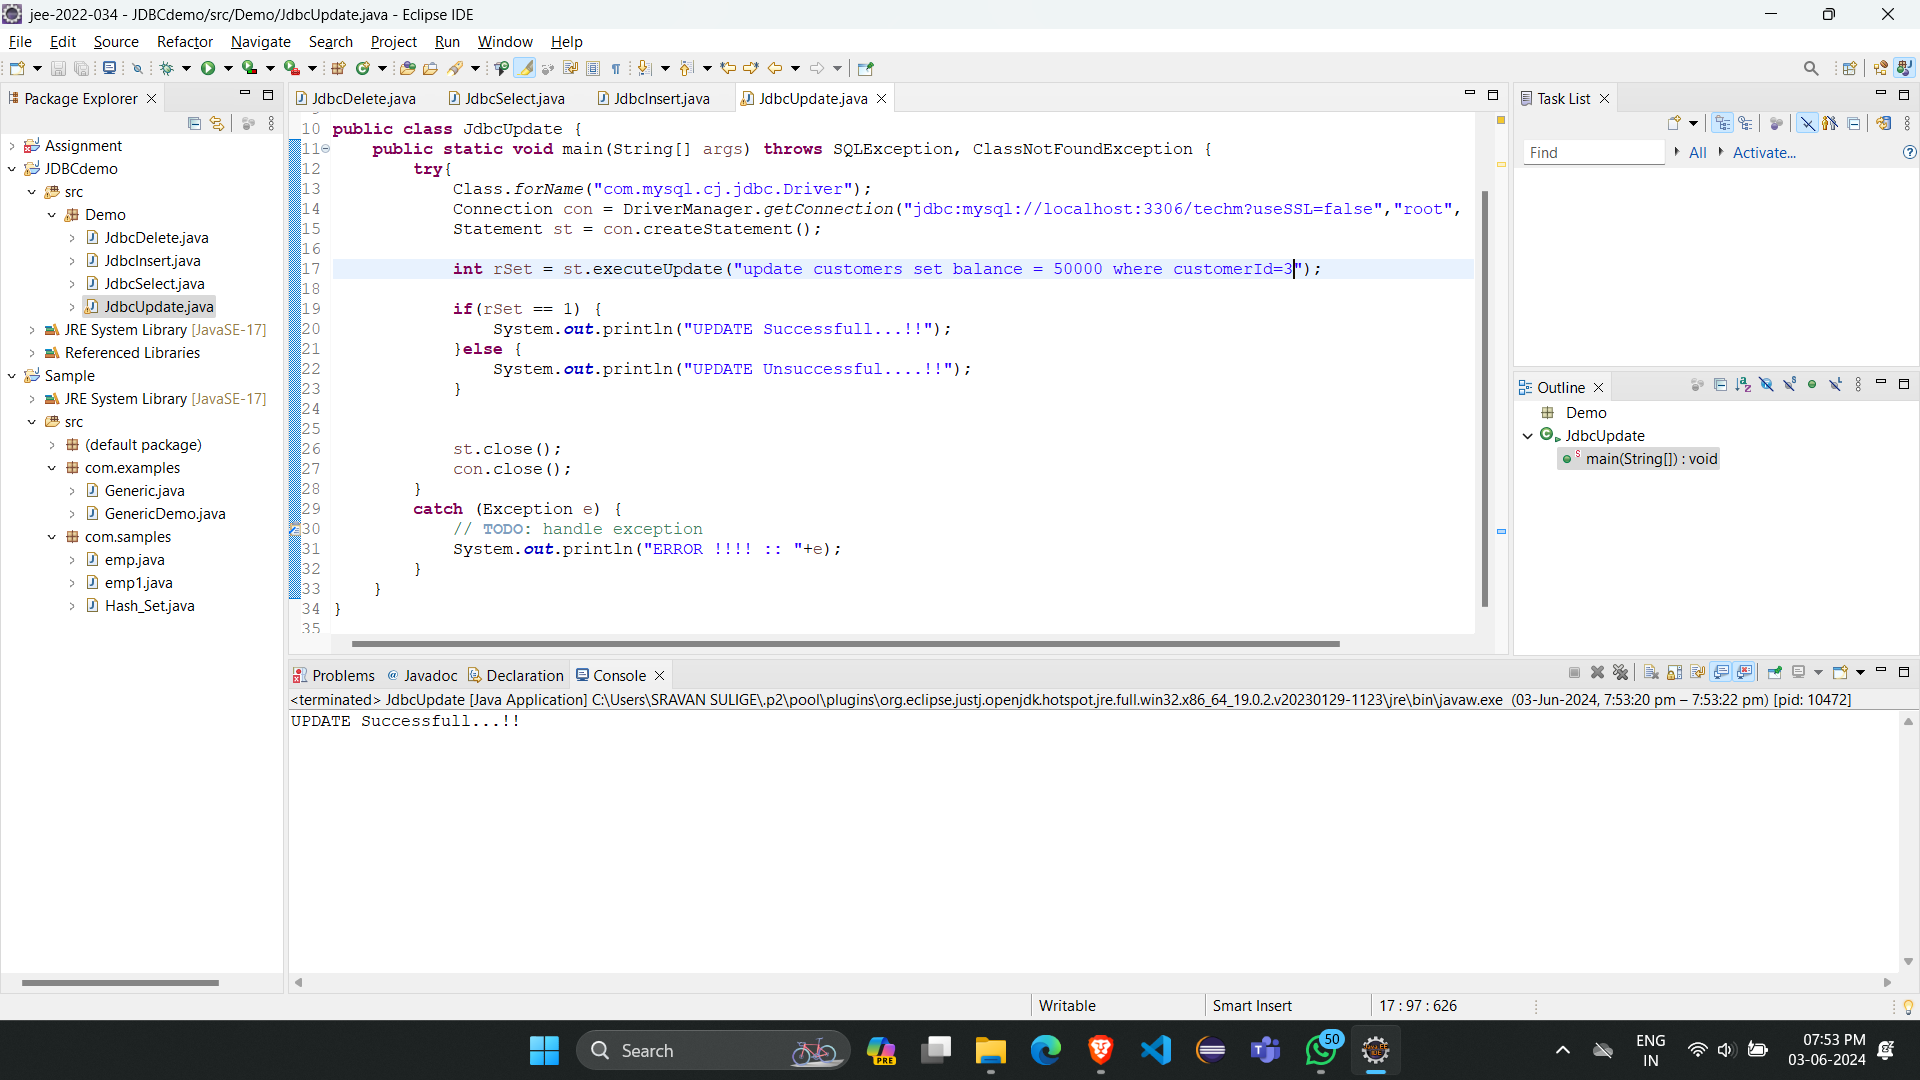 jee-2022-034 - JDBCdemo/src/Demo/JdbcUpdate.java - Eclipse IDE
File Edit Source Refactor Navigate Search Project Run Window Help
Package Explorer
Assignment
JDBCdemo
src
Demo
JdbcDelete.java
JdbcInsert.java
JdbcSelect.java
JdbcUpdate.java
JRE System Library [JavaSE-17]
Referenced Libraries
Sample
JRE System Library [JavaSE-17]
src
(default package)
com.examples
Generic.java
GenericDemo.java
com.samples
emp.java
emp1.java
Hash_Set.java
JdbcDelete.java JdbcSelect.java JdbcInsert.java JdbcUpdate.java
10 public class JdbcUpdate {
11 public static void main(String[] args) throws SQLException, ClassNotFoundException {
12 try{
13 Class.forName("com.mysql.cj.jdbc.Driver");
14 Connection con = DriverManager.getConnection("jdbc:mysql://localhost:3306/techm?useSSL=false","root",
15 Statement st = con.createStatement();
16
17 int rSet = st.executeUpdate("update customers set balance = 50000 where customerId=3");
18
19 if(rSet == 1) {
20 System.out.println("UPDATE Successfull...!!");
21 }else {
22 System.out.println("UPDATE Unsuccessful....!!");
23 }
24
25
26 st.close();
27 con.close();
28 }
29 catch (Exception e) {
30 // TODO: handle exception
31 System.out.println("ERROR !!!! :: "+e);
32 }
33 }
34 }
35
Task List
Find All Activate...
Outline
Demo
JdbcUpdate
main(String[]) : void
Problems Javadoc Declaration Console
<terminated> JdbcUpdate [Java Application] C:\Users\SRAVAN SULIGE\.p2\pool\plugins\org.eclipse.justj.openjdk.hotspot.jre.full.win32.x86_64_19.0.2.v20230129-1123\jre\bin\javaw.exe (03-Jun-2024, 7:53:20 pm – 7:53:22 pm) [pid: 10472]
UPDATE Successfull...!!
Writable Smart Insert 17 : 97 : 626
Search
PRE
50
ENG
IN
07:53 PM
03-06-2024